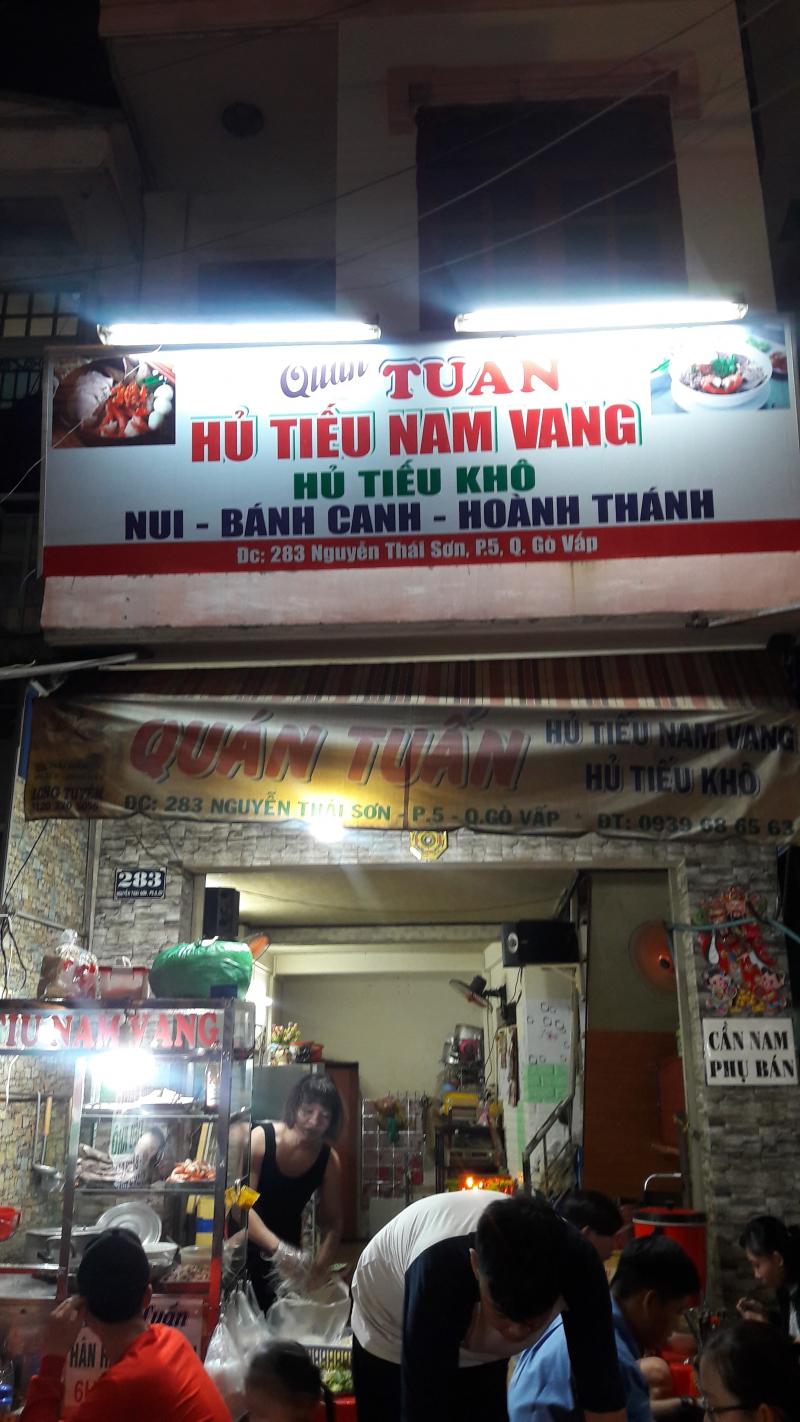 Quán TUẤN
HỦ TIẾU NAM VANG
HỦ TIẾU KHÔ
NUI - BÁNH CANH - HOÀNH THÁNH
Đc: 283 Nguyễn Thái Sơn, P.5, Q. Gò Vấp
QUÁN TUẤN
HỦ TIẾU NAM VANG
HỦ TIẾU KHÔ
LONG TUYỀN
ĐC: 283 NGUYỄN THÁI SƠN - P.5 - Q.GÒ VẤP * ĐT: 0939 68 65 63
283
TIU NAM VANG
CẦN NAM
PHỤ BÁN